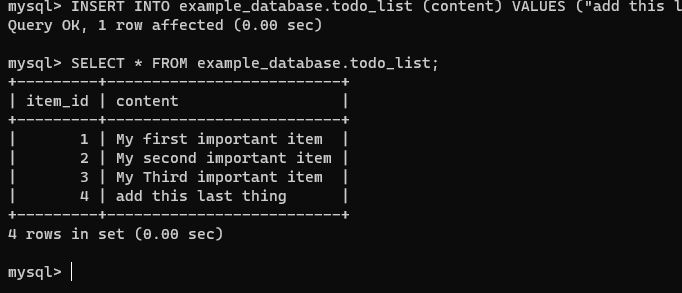 mysql> INSERT INTO example_database.todo_list (content) VALUES ("add this l
Query OK, 1 row affected (0.00 sec)
mysql> SELECT * FROM example_database.todo_list;
+---------+--------------------------+
| item_id | content                  |
+---------+--------------------------+
|       1 | My first important item  |
|       2 | My second important item |
|       3 | My Third important item  |
|       4 | add this last thing      |
+---------+--------------------------+
4 rows in set (0.00 sec)
mysql>